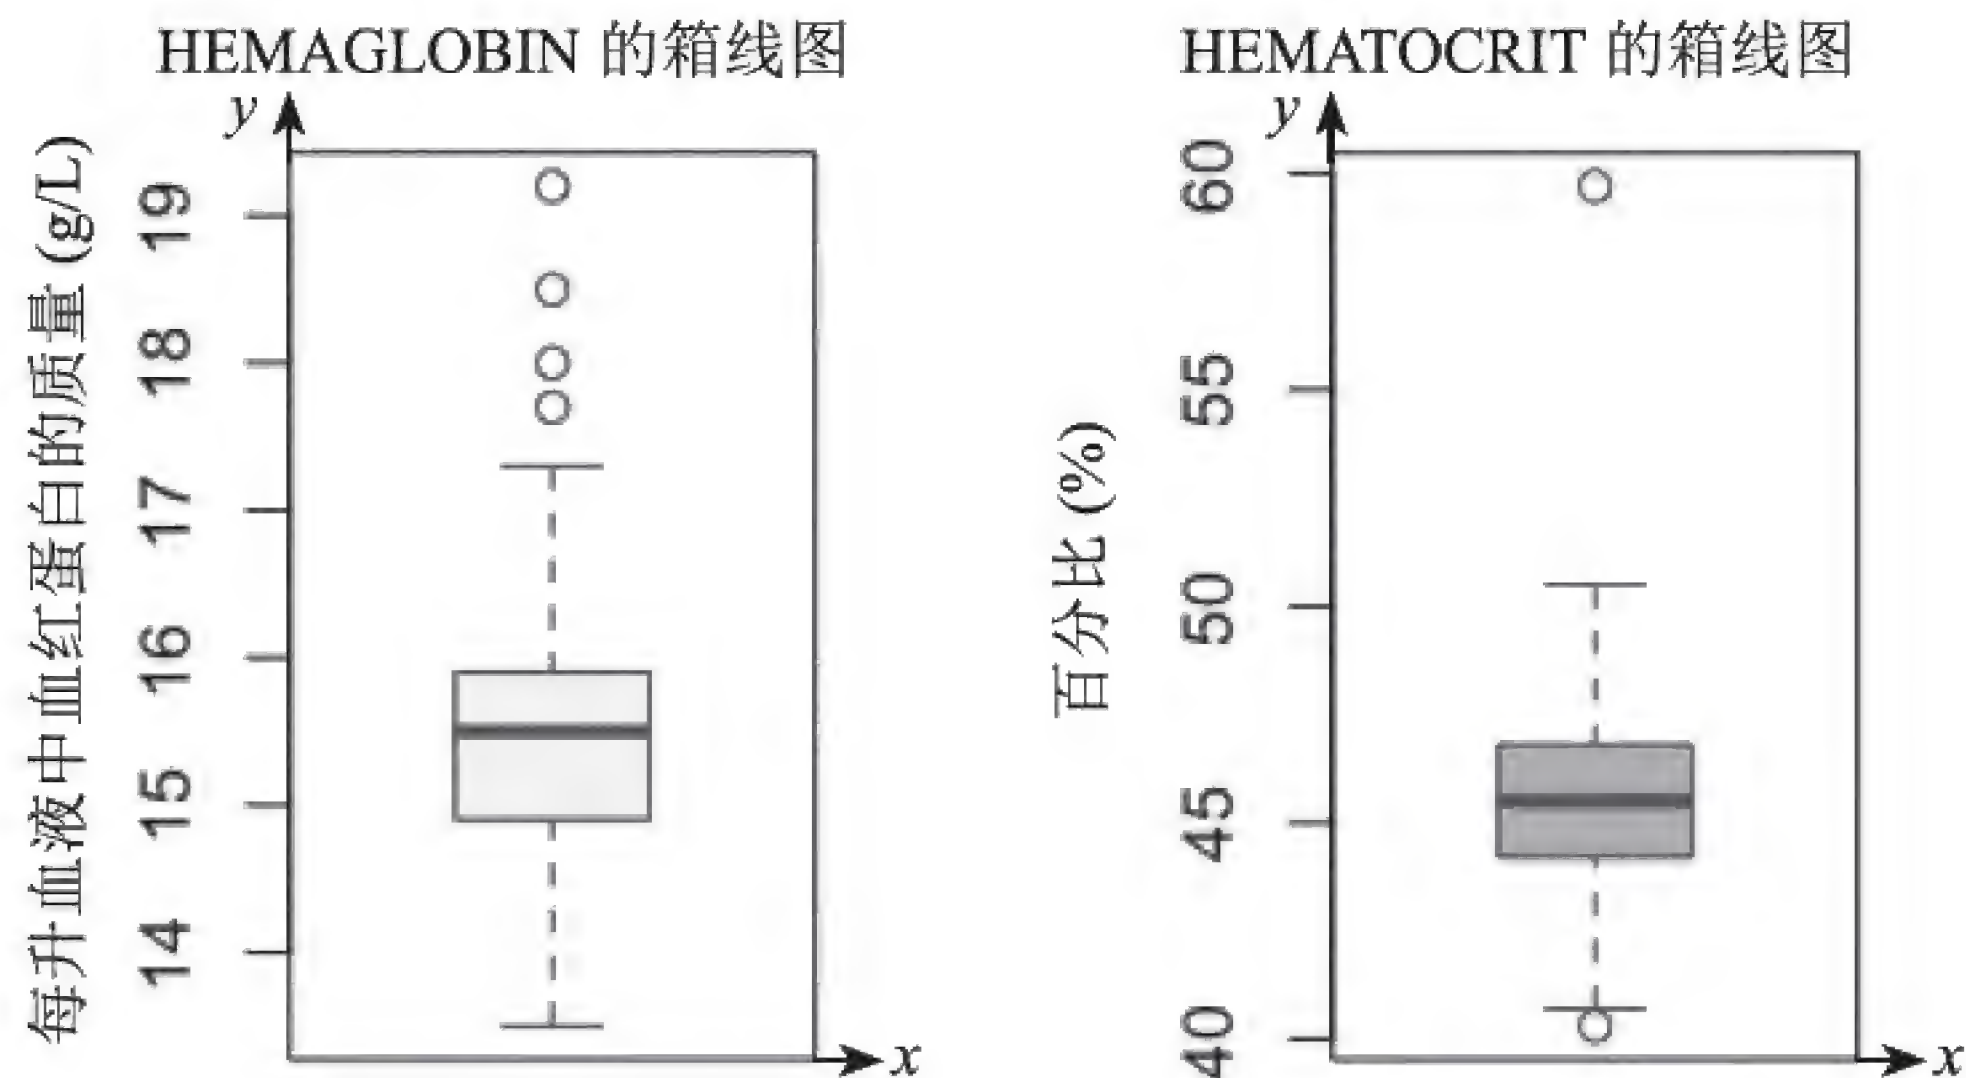 HEMAGLOBIN 的箱线图
y
每升血液中血红蛋白的质量 (g/L)
19
18
17
16
15
14
x
HEMATOCRIT 的箱线图
y
百分比 (%)
60
55
50
45
40
x